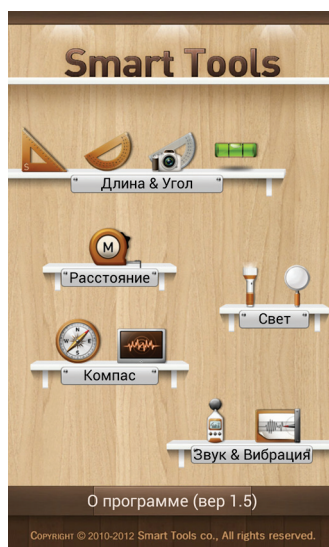 Smart Tools
S
Длина & Угол
M
Расстояние
Свет
N
W E
S
Компас
Звук & Вибрация
О программе (вер 1.5)
COPYRIGHT © 2010-2012 Smart Tools co., All rights reserved.